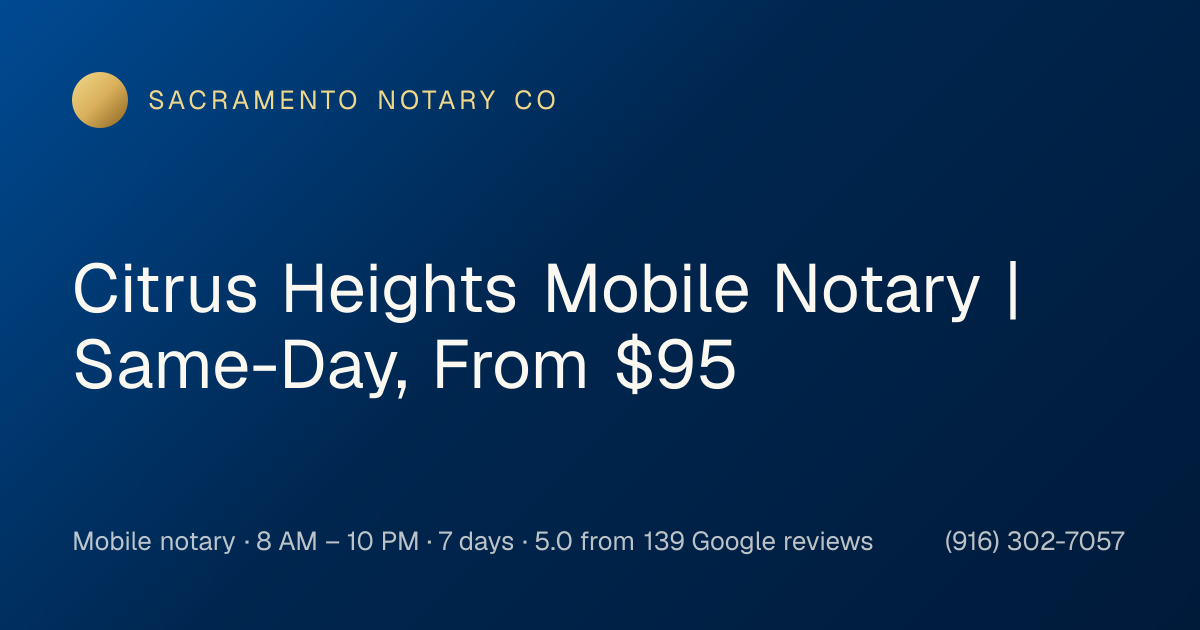 SACRAMENTO NOTARY CO
Citrus Heights Mobile Notary |
Same-Day, From $95
Mobile notary · 8 AM – 10 PM · 7 days · 5.0 from 139 Google reviews
(916) 302-7057